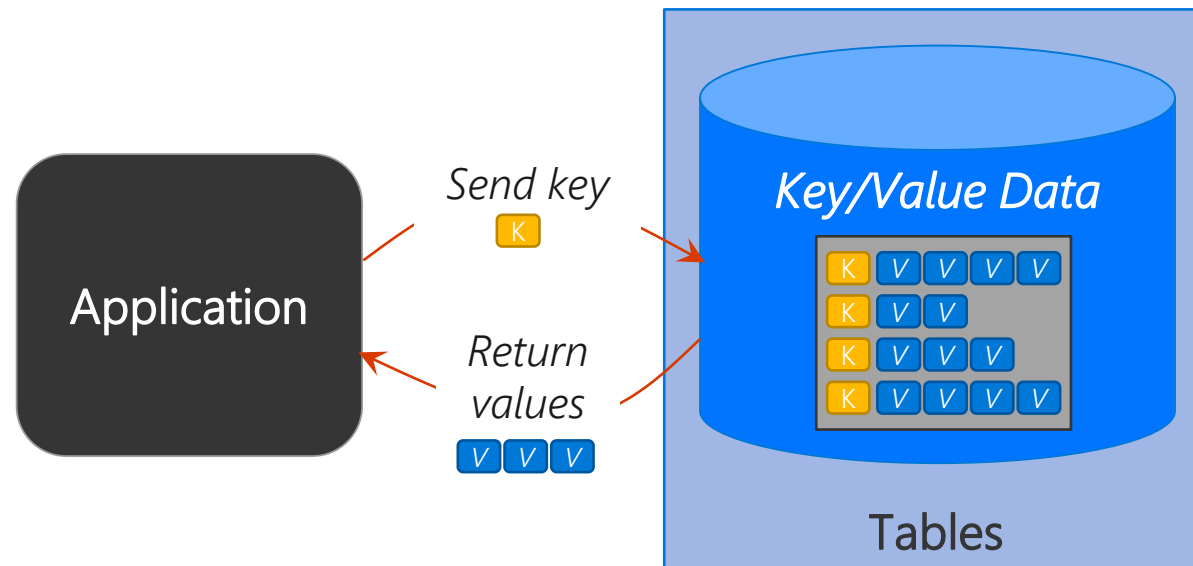 Send key
K
Key/Value Data
Application
K V V V V
K V V
K V V V
K V V V V
Return
values
V V V
Tables